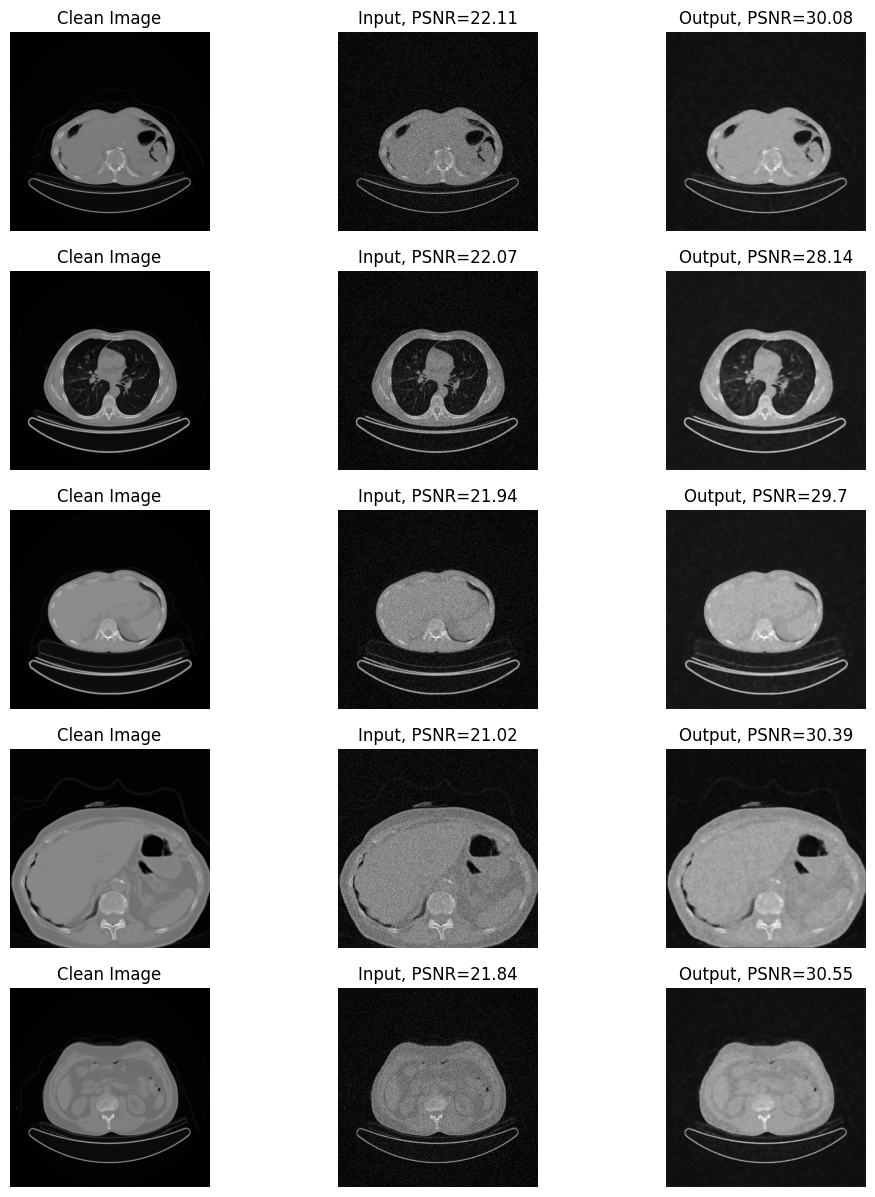 Clean Image
Input, PSNR=22.11
Output, PSNR=30.08
Clean Image
Input, PSNR=22.07
Output, PSNR=28.14
Clean Image
Input, PSNR=21.94
Output, PSNR=29.7
Clean Image
Input, PSNR=21.02
Output, PSNR=30.39
Clean Image
Input, PSNR=21.84
Output, PSNR=30.55